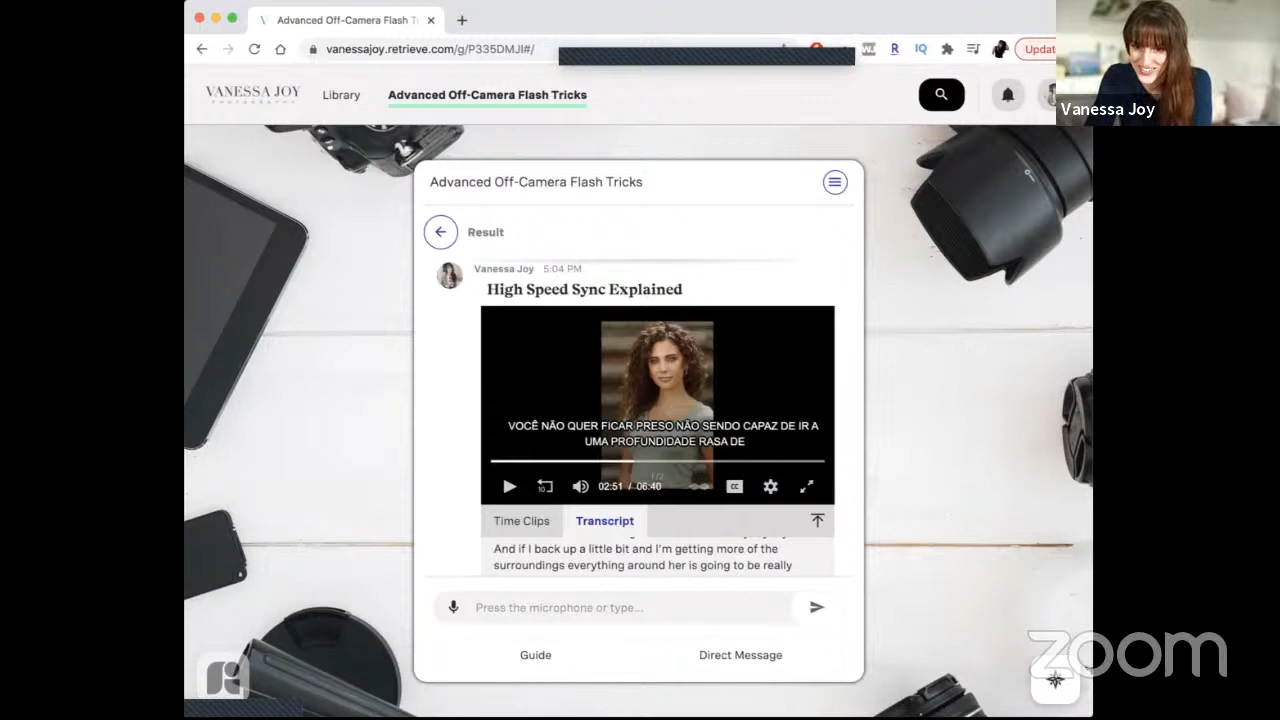 Advanced Off-Camera Flash Tr
vanessajoy.retrieve.com/g/P335DMJI#/
R
IQ
Updat
VANESSA JOY
PHOTOGRAPHY
Library
Advanced Off-Camera Flash Tricks
Vanessa Joy
Advanced Off-Camera Flash Tricks
Result
Vanessa Joy 5:04 PM
High Speed Sync Explained
VOCÊ NÃO QUER FICAR PRESO NÃO SENDO CAPAZ DE IR A
UMA PROFUNDIDADE RASA DE
10
02:51 / 06:40
CC
Time Clips
Transcript
And if I back up a little bit and I'm getting more of the
surroundings everything around her is going to be really
Press the microphone or type...
Guide
Direct Message
zoom